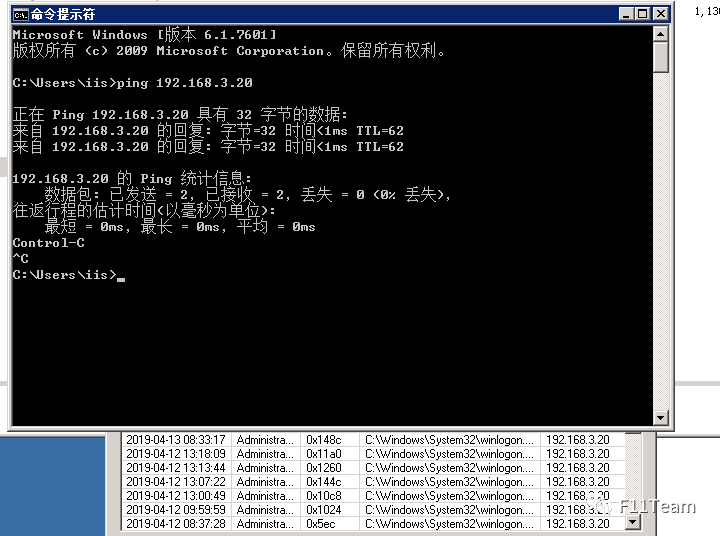 命令提示符
1,130
Microsoft Windows [版本 6.1.7601]
版权所有 (c) 2009 Microsoft Corporation。保留所有权利。
C:\Users\iis>ping 192.168.3.20
正在 Ping 192.168.3.20 具有 32 字节的数据:
来自 192.168.3.20 的回复: 字节=32 时间<1ms TTL=62
来自 192.168.3.20 的回复: 字节=32 时间<1ms TTL=62
192.168.3.20 的 Ping 统计信息:
数据包: 已发送 = 2, 已接收 = 2, 丢失 = 0 (0% 丢失),
往返行程的估计时间(以毫秒为单位):
最短 = 0ms, 最长 = 0ms, 平均 = 0ms
Control-C
^C
C:\Users\iis>_
2019-04-13 08:33:17 Administra... 0x148c C:\Windows\System32\winlogon.... 192.168.3.20
2019-04-12 13:18:09 Administra... 0x11a0 C:\Windows\System32\winlogon.... 192.168.3.20
2019-04-12 13:13:44 Administra... 0x1260 C:\Windows\System32\winlogon.... 192.168.3.20
2019-04-12 13:07:22 Administra... 0x144c C:\Windows\System32\winlogon.... 192.168.3.20
2019-04-12 13:00:49 Administra... 0x10c8 C:\Windows\System32\winlogon.... 192.168.3.20
2019-04-12 09:59:59 Administra... 0x1024 C:\Windows\System32\winlogon.... 192.168.3.20
2019-04-12 08:37:28 Administra... 0x5ec C:\Windows\System32\winlogon.... 192.168.3.20
F11Team